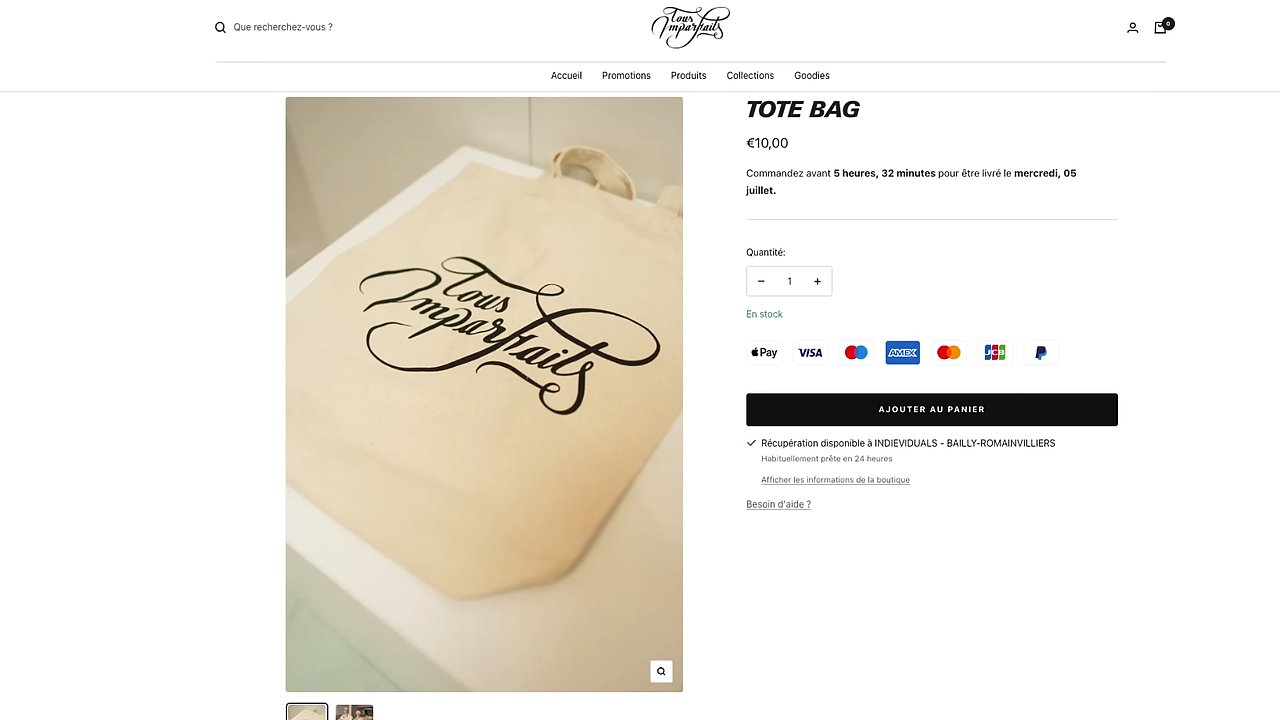 Que recherchez-vous ?
Tous
Imparfaits
0
Accueil
Promotions
Produits
Collections
Goodies
Tous
Imparfaits
TOTE BAG
€10,00
Commandez avant 5 heures, 32 minutes pour être livré le mercredi, 05
juillet.
Quantité:
− 1 +
En stock
Pay
VISA
AMEX
JCB
AJOUTER AU PANIER
Récupération disponible à INDIEVIDUALS - BAILLY-ROMAINVILLIERS
Habituellement prête en 24 heures
Afficher les informations de la boutique
Besoin d'aide ?